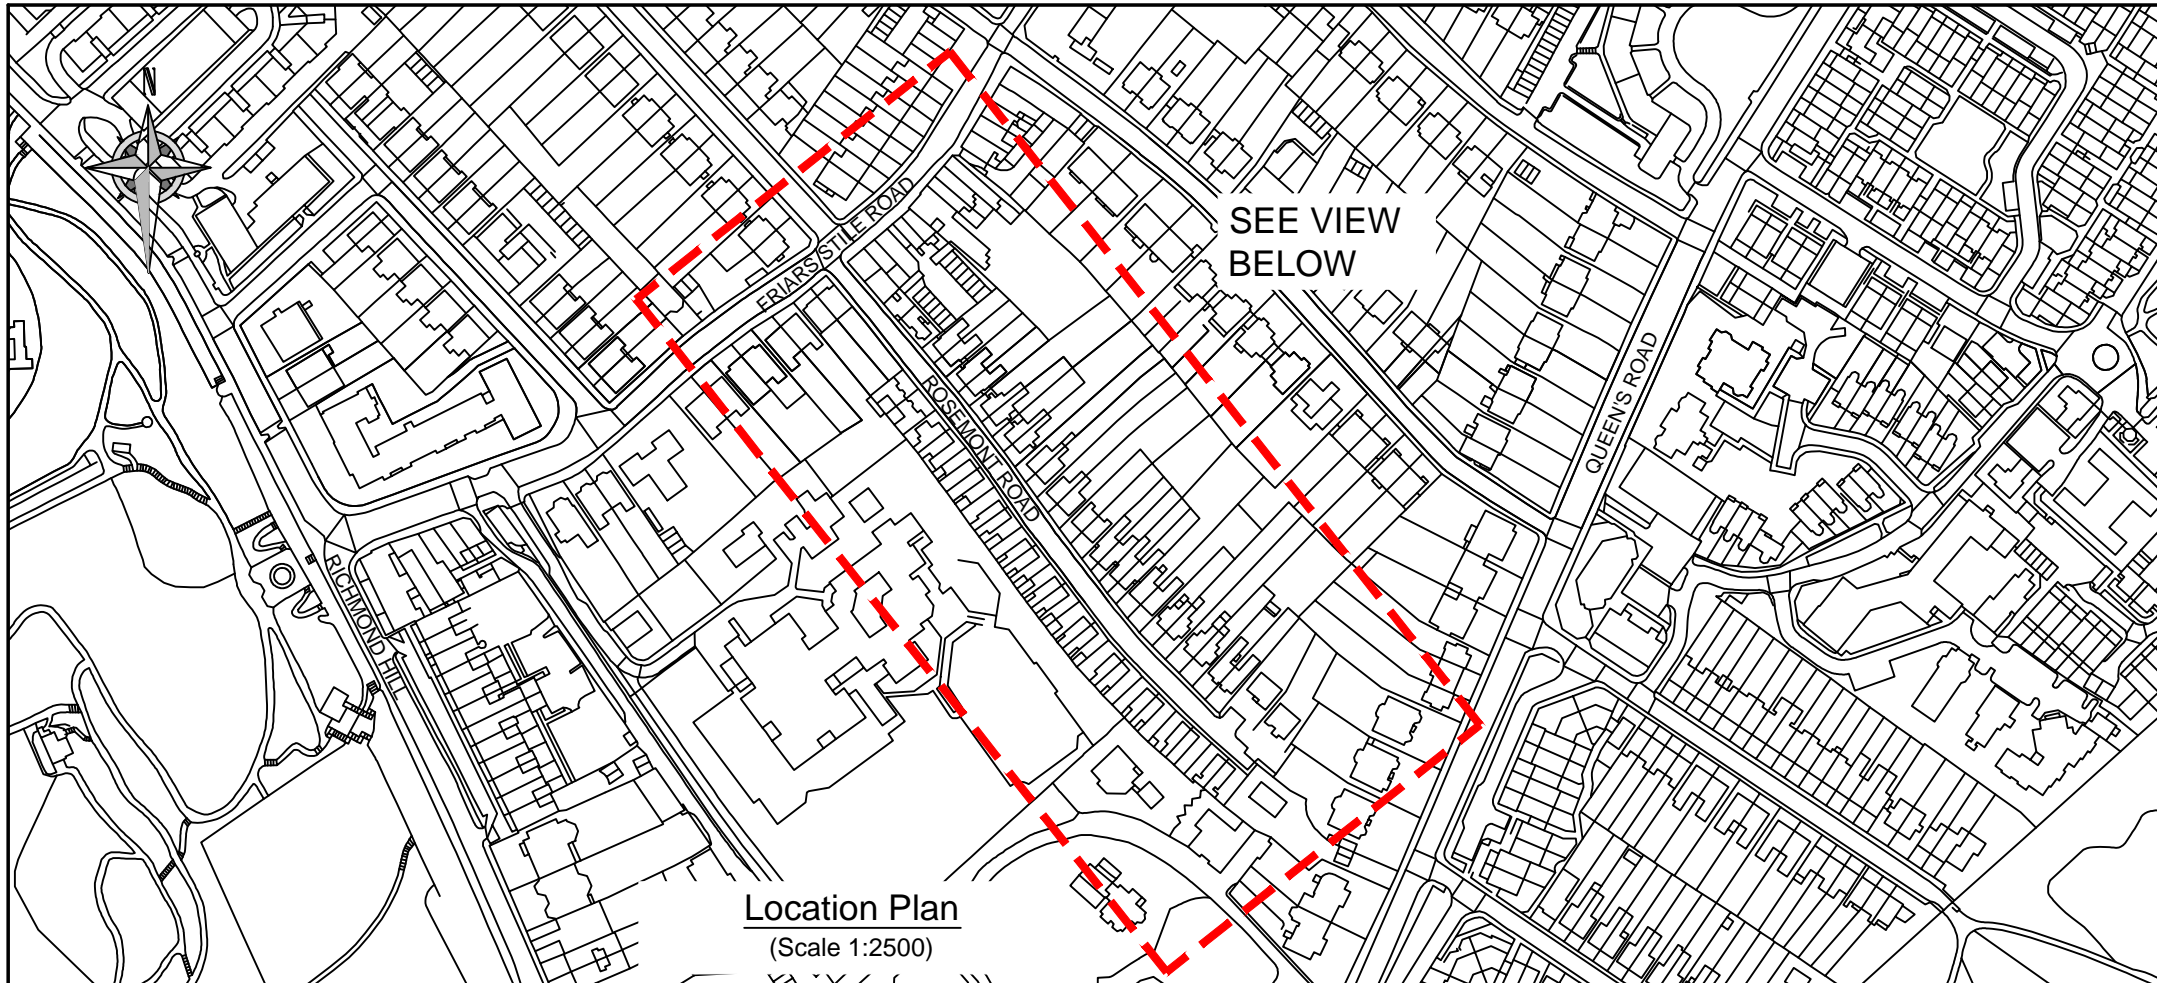 N
SEE VIEW
BELOW
FRIARS STILE ROAD
ROSEMONT ROAD
QUEEN'S ROAD
RICHMOND HILL
Location Plan
(Scale 1:2500)